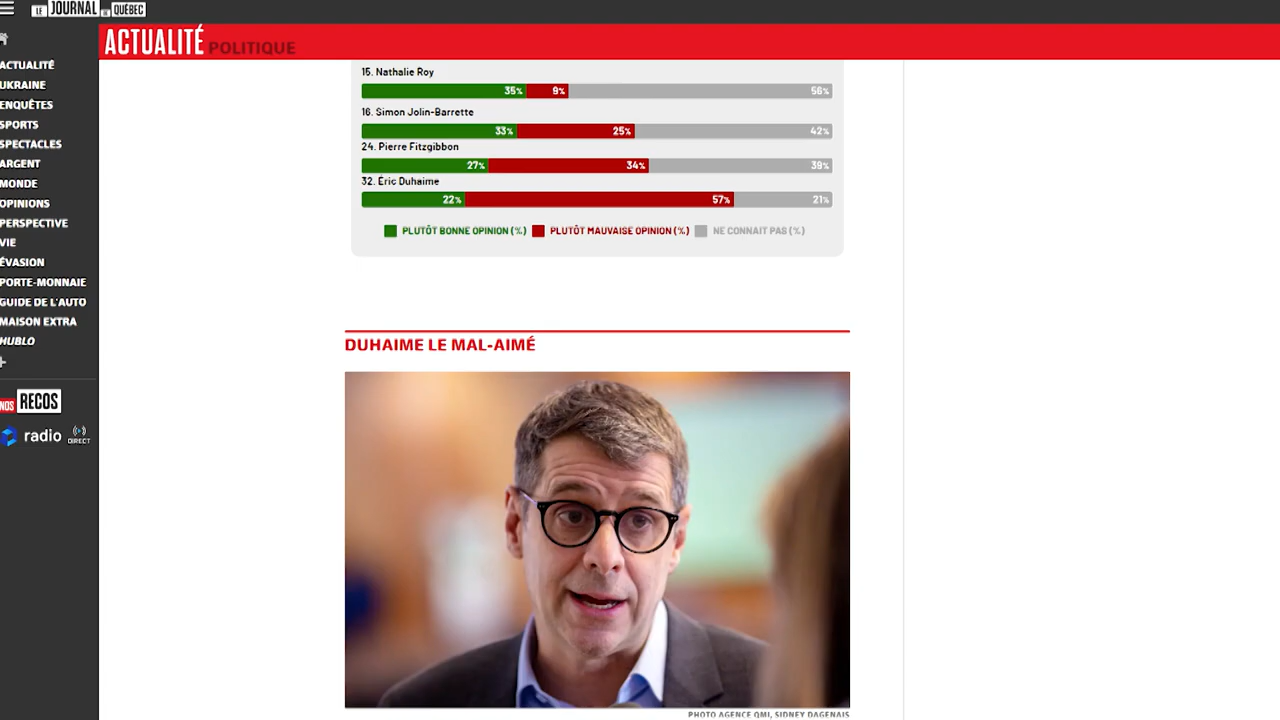 LE JOURNAL DE QUÉBEC
ACTUALITÉ POLITIQUE
ACTUALITÉ
UKRAINE
ENQUÊTES
SPORTS
SPECTACLES
ARGENT
MONDE
OPINIONS
PERSPECTIVE
VIE
ÉVASION
PORTE-MONNAIE
GUIDE DE L'AUTO
MAISON EXTRA
HUBLO
NOS RECOS
radio DIRECT
15. Nathalie Roy
35% 9% 56%
16. Simon Jolin-Barrette
33% 25% 42%
24. Pierre Fitzgibbon
27% 34% 39%
32. Éric Duhaime
22% 57% 21%
PLUTÔT BONNE OPINION (%) PLUTÔT MAUVAISE OPINION (%) NE CONNAIT PAS (%)
DUHAIME LE MAL-AIMÉ
PHOTO AGENCE QMI, SIDNEY DAGENAIS